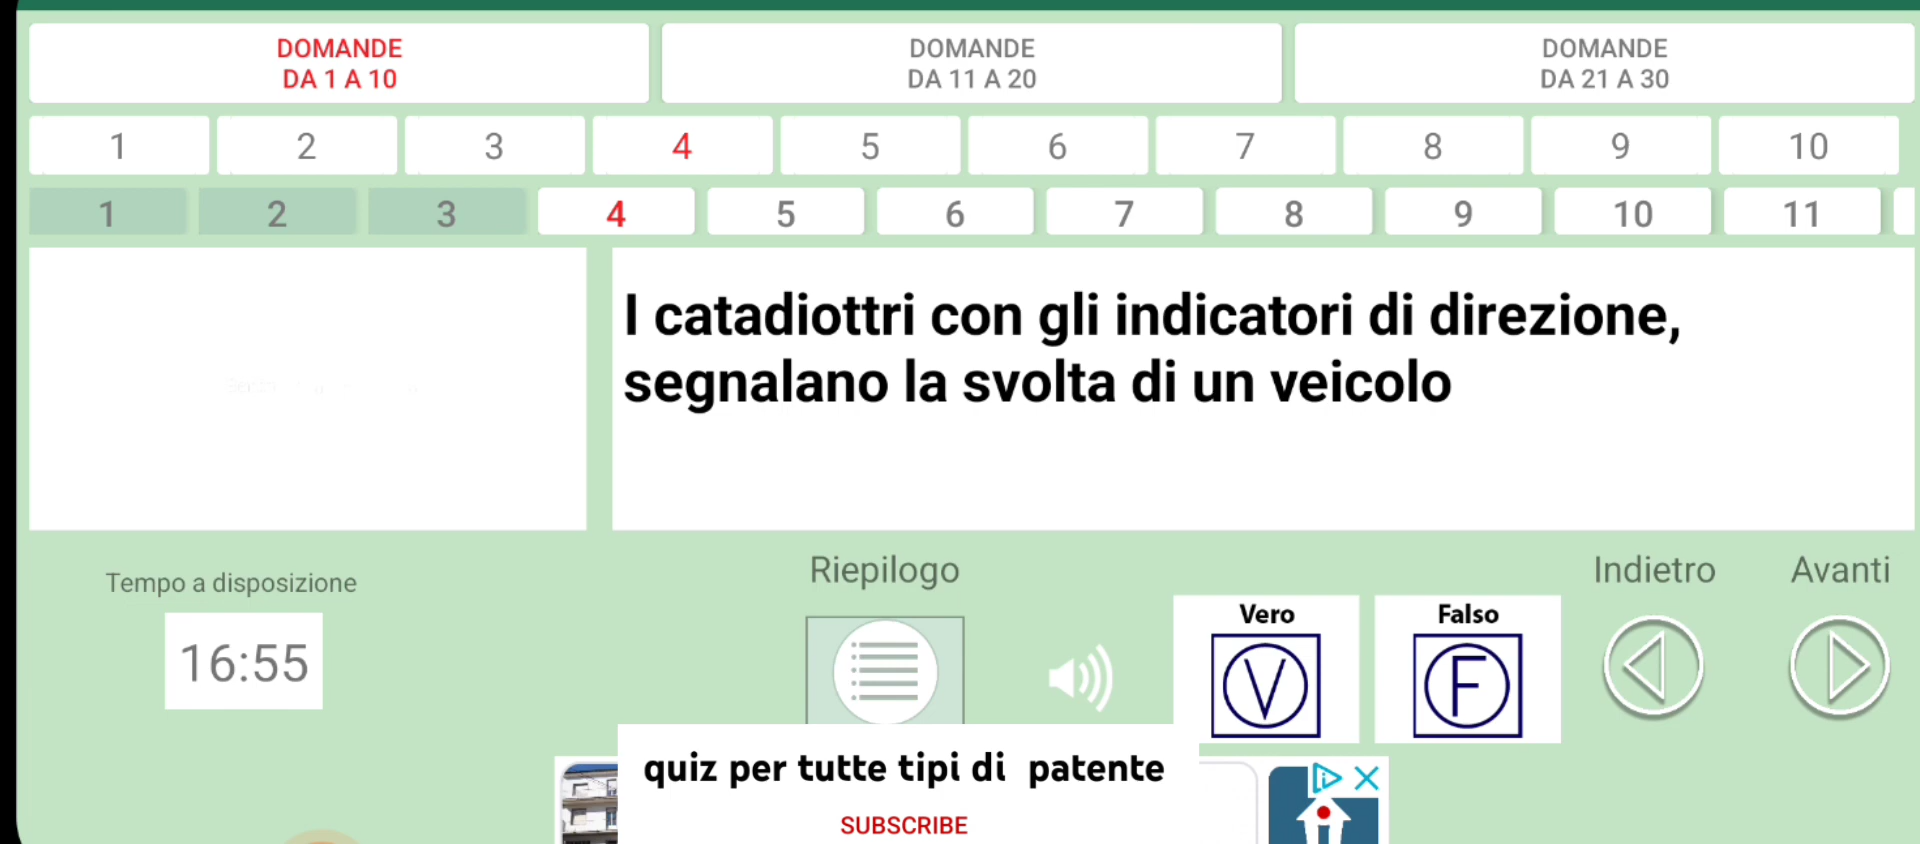 DOMANDE
DA 1 A 10
DOMANDE
DA 11 A 20
DOMANDE
DA 21 A 30
1 2 3 4 5 6 7 8 9 10
1 2 3 4 5 6 7 8 9 10 11
I catadiottri con gli indicatori di direzione,
segnalano la svolta di un veicolo
Tempo a disposizione
16:55
Riepilogo
Vero
V
Falso
F
Indietro
Avanti
quiz per tutte tipi di patente
SUBSCRIBE